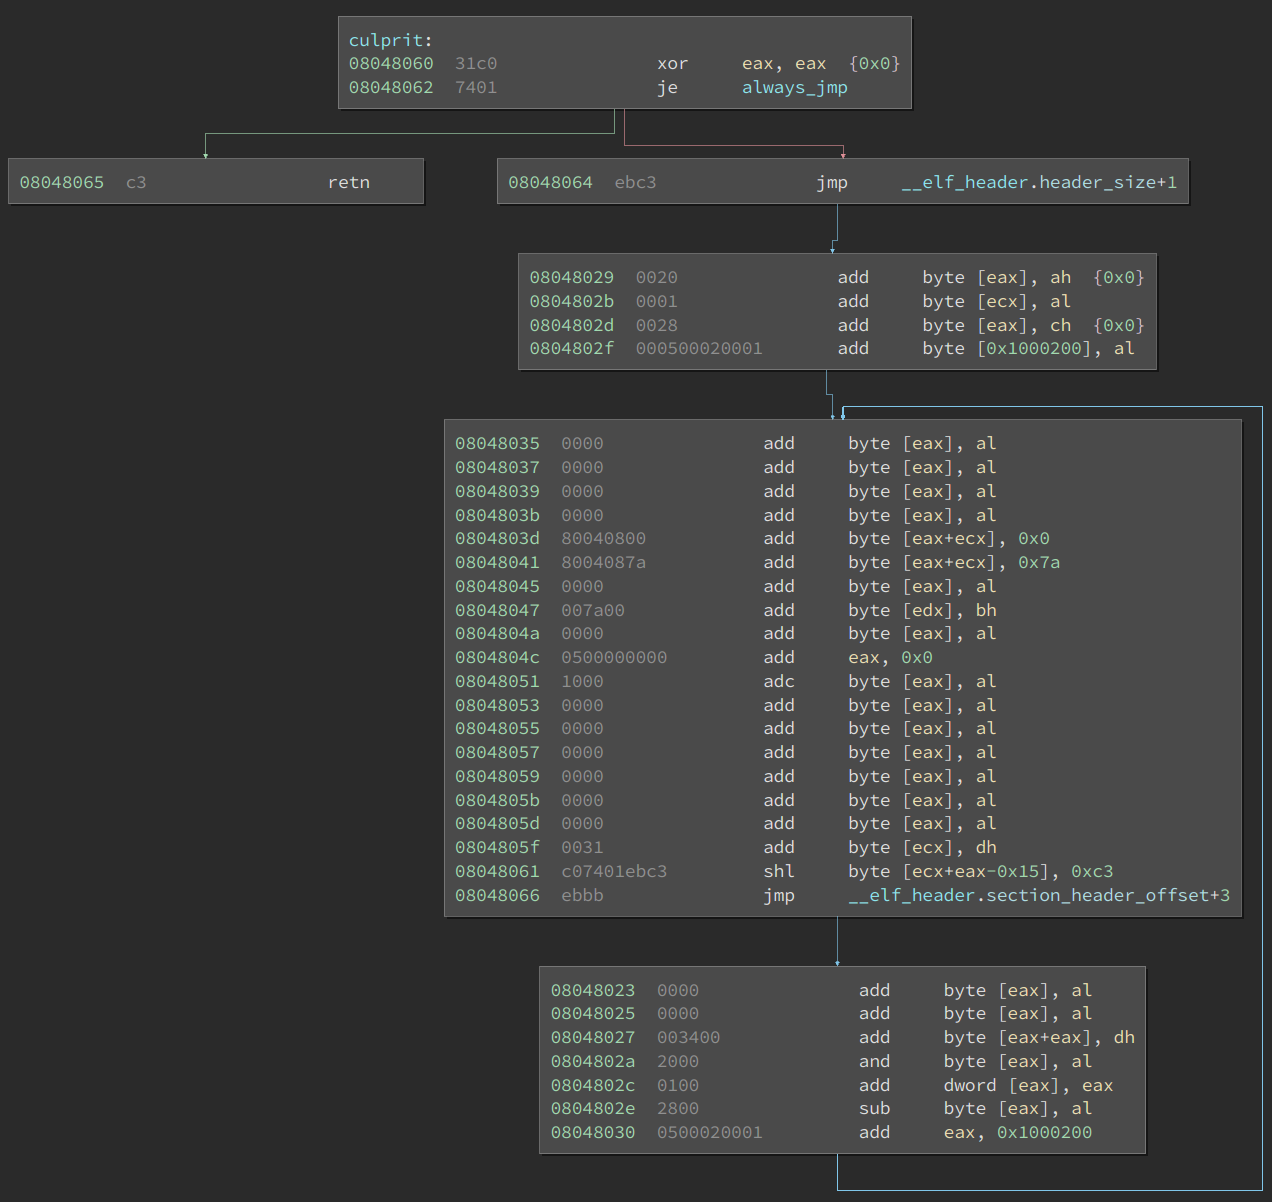 culprit:
08048060 31c0 xor eax, eax {0x0}
08048062 7401 je always_jmp
08048065 c3 retn
08048064 ebc3 jmp __elf_header.header_size+1
08048029 0020 add byte [eax], ah {0x0}
0804802b 0001 add byte [ecx], al
0804802d 0028 add byte [eax], ch {0x0}
0804802f 000500020001 add byte [0x1000200], al
08048035 0000 add byte [eax], al
08048037 0000 add byte [eax], al
08048039 0000 add byte [eax], al
0804803b 0000 add byte [eax], al
0804803d 80040800 add byte [eax+ecx], 0x0
08048041 8004087a add byte [eax+ecx], 0x7a
08048045 0000 add byte [eax], al
08048047 007a00 add byte [edx], bh
0804804a 0000 add byte [eax], al
0804804c 0500000000 add eax, 0x0
08048051 1000 adc byte [eax], al
08048053 0000 add byte [eax], al
08048055 0000 add byte [eax], al
08048057 0000 add byte [eax], al
08048059 0000 add byte [eax], al
0804805b 0000 add byte [eax], al
0804805d 0000 add byte [eax], al
0804805f 0031 add byte [ecx], dh
08048061 c07401ebc3 shl byte [ecx+eax-0x15], 0xc3
08048066 ebbb jmp __elf_header.section_header_offset+3
08048023 0000 add byte [eax], al
08048025 0000 add byte [eax], al
08048027 003400 add byte [eax+eax], dh
0804802a 2000 and byte [eax], al
0804802c 0100 add dword [eax], eax
0804802e 2800 sub byte [eax], al
08048030 0500020001 add eax, 0x1000200